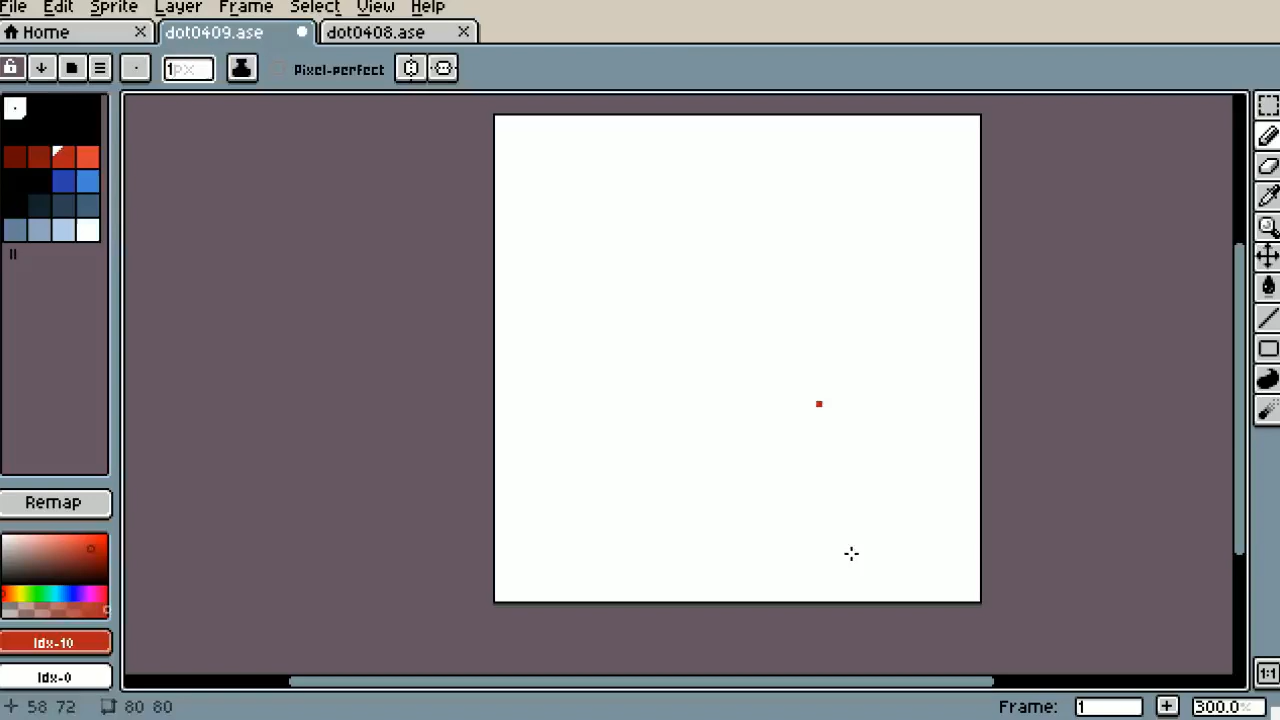 File Edit Sprite Layer Frame Select View Help
Home dot0409.ase dot0408.ase
1px Pixel-perfect
Remap
Idx-10
Idx-0
58 72 80 80 Frame: 1 300.0%
1:1